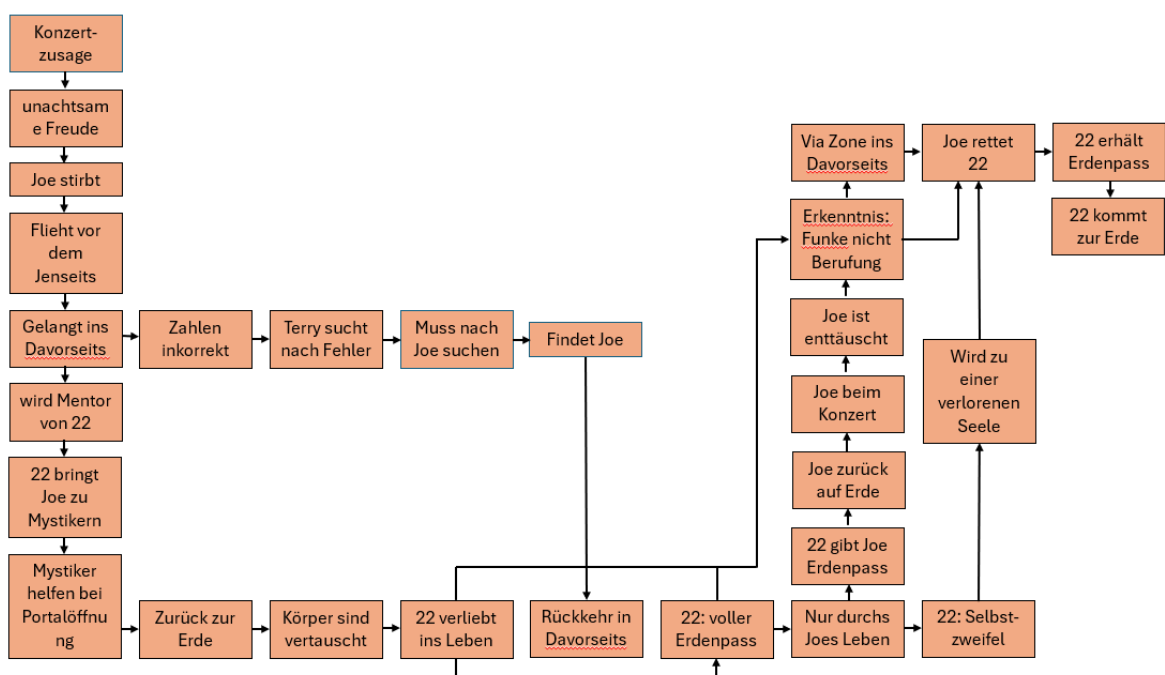 Konzert-
zusage
unachtsam
e Freude
Joe stirbt
Flieht vor
dem
Jenseits
Gelangt ins
Davorseits
Zahlen
inkorrekt
Terry sucht
nach Fehler
Muss nach
Joe suchen
Findet Joe
wird Mentor
von 22
22 bringt
Joe zu
Mystikern
Mystiker
helfen bei
Portalöffnu
ng
Zurück zur
Erde
Körper sind
vertauscht
22 verliebt
ins Leben
Rückkehr in
Davorseits
22: voller
Erdenpass
Nur durchs
Joes Leben
22: Selbst-
zweifel
22 gibt Joe
Erdenpass
Joe zurück
auf Erde
Joe beim
Konzert
Joe ist
enttäuscht
Erkenntnis:
Funke nicht
Berufung
Via Zone ins
Davorseits
Wird zu
einer
verlorenen
Seele
Joe rettet
22
22 erhält
Erdenpass
22 kommt
zur Erde